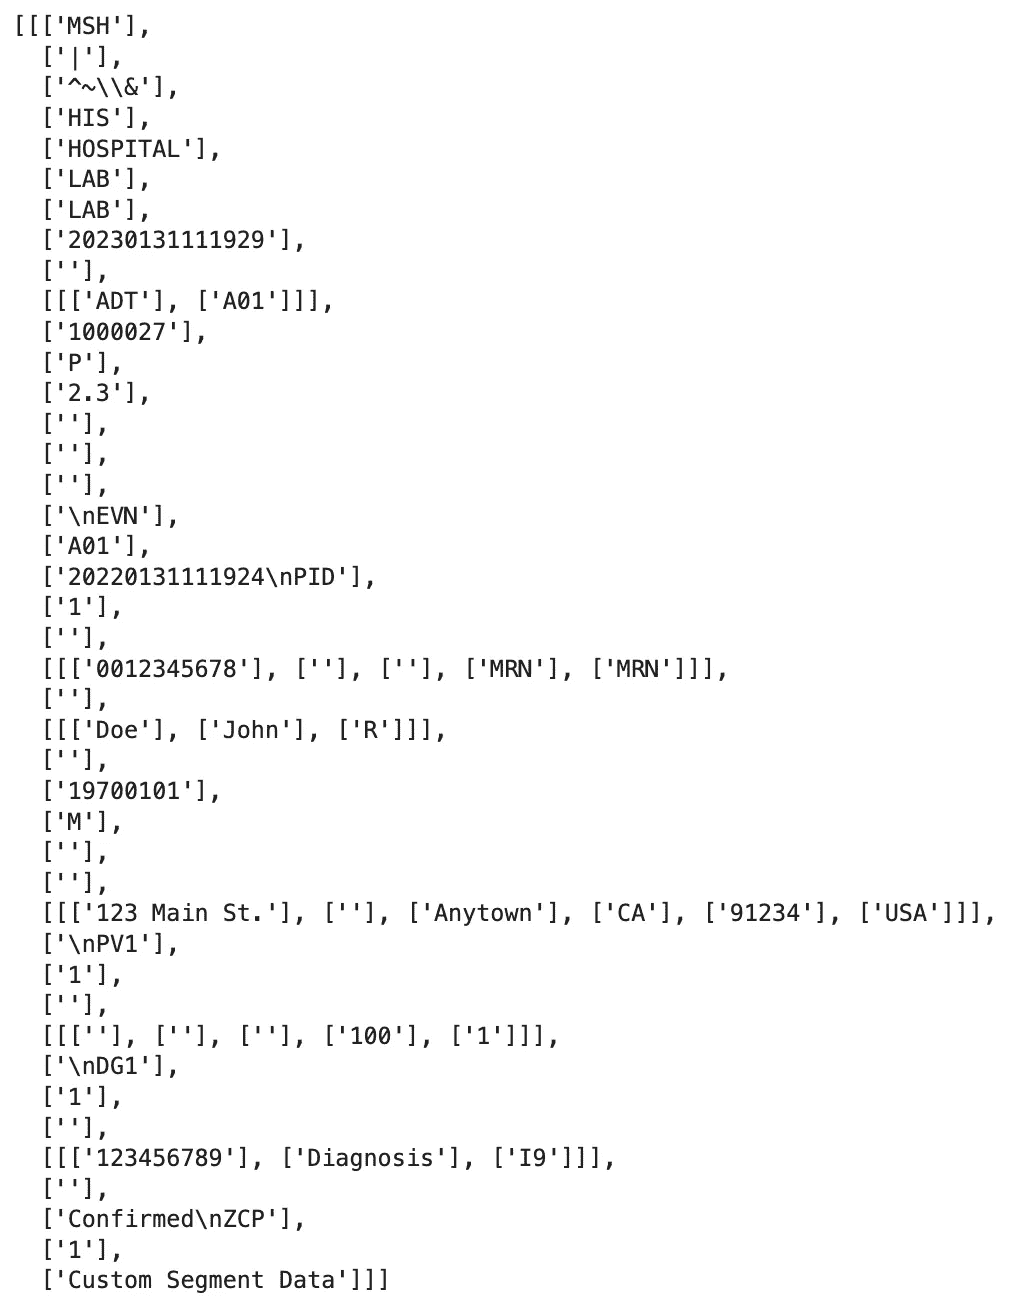 [[['MSH'],
['|'],
['^~\\&'],
['HIS'],
['HOSPITAL'],
['LAB'],
['LAB'],
['20230131111929'],
[''],
[[['ADT'], ['A01']]],
['1000027'],
['P'],
['2.3'],
[''],
[''],
[''],
['\nEVN'],
['A01'],
['20220131111924\nPID'],
['1'],
[''],
[[['0012345678'], [''], [''], ['MRN'], ['MRN']]],
[''],
[[['Doe'], ['John'], ['R']]],
[''],
['19700101'],
['M'],
[''],
[''],
[[['123 Main St.'], [''], ['Anytown'], ['CA'], ['91234'], ['USA']]],
['\nPV1'],
['1'],
[''],
[[[''], [''], [''], ['100'], ['1']]],
['\nDG1'],
['1'],
[''],
[[['123456789'], ['Diagnosis'], ['I9']]],
[''],
['Confirmed\nZCP'],
['1'],
['Custom Segment Data']]]